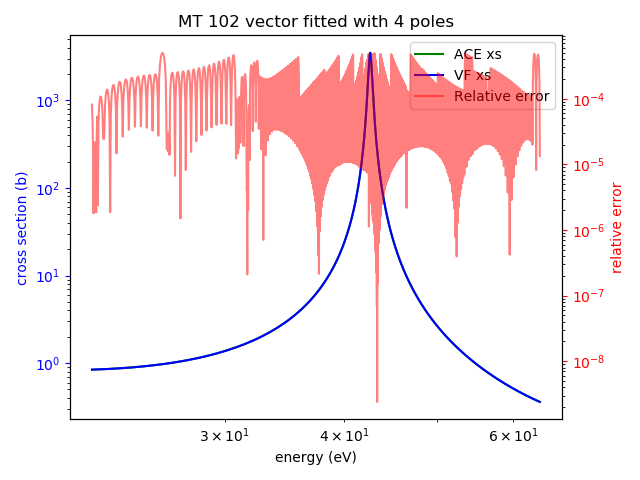 MT 102 vector fitted with 4 poles
ACE xs
VF xs
Relative error
cross section (b)
10³
10²
10¹
10⁰
10⁻⁴
10⁻⁵
10⁻⁶
10⁻⁷
10⁻⁸
relative error
3 × 10¹ 4 × 10¹ 6 × 10¹
energy (eV)